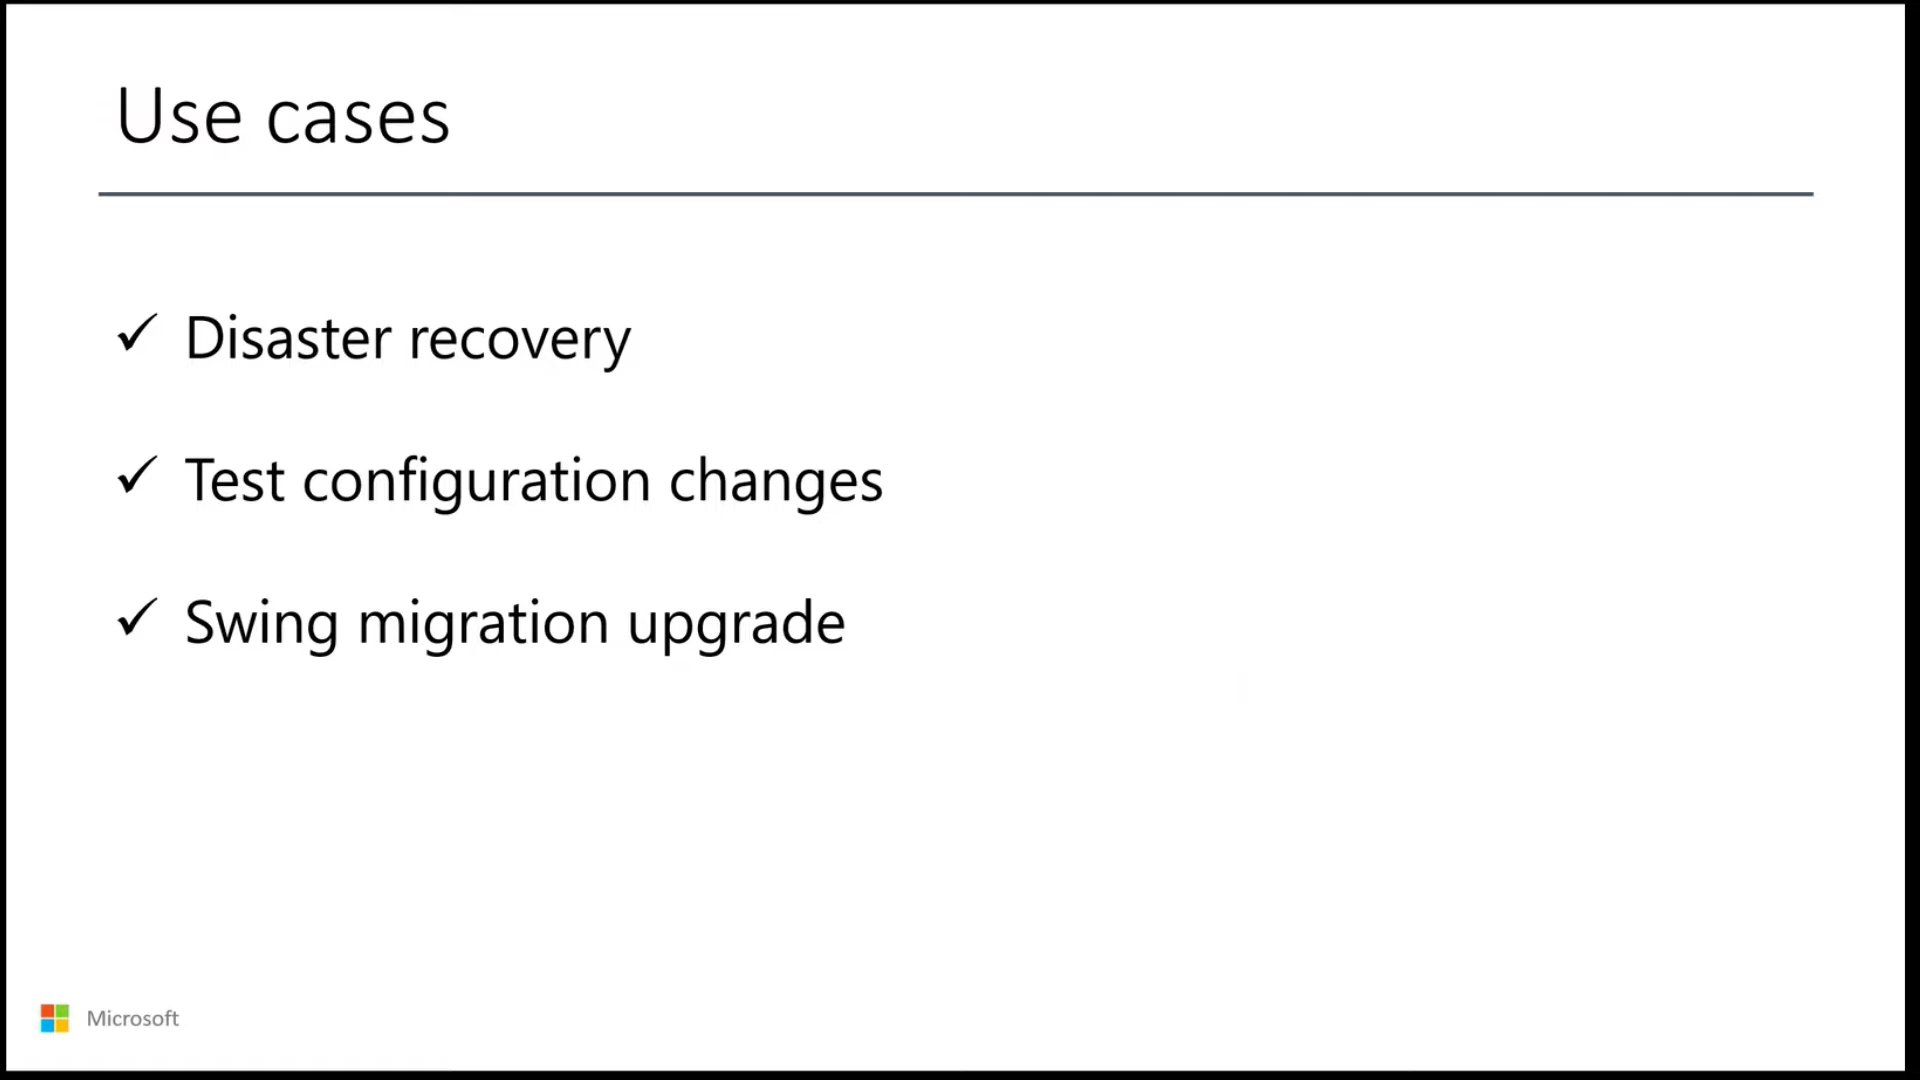 Use cases
✓ Disaster recovery
✓ Test configuration changes
✓ Swing migration upgrade
Microsoft